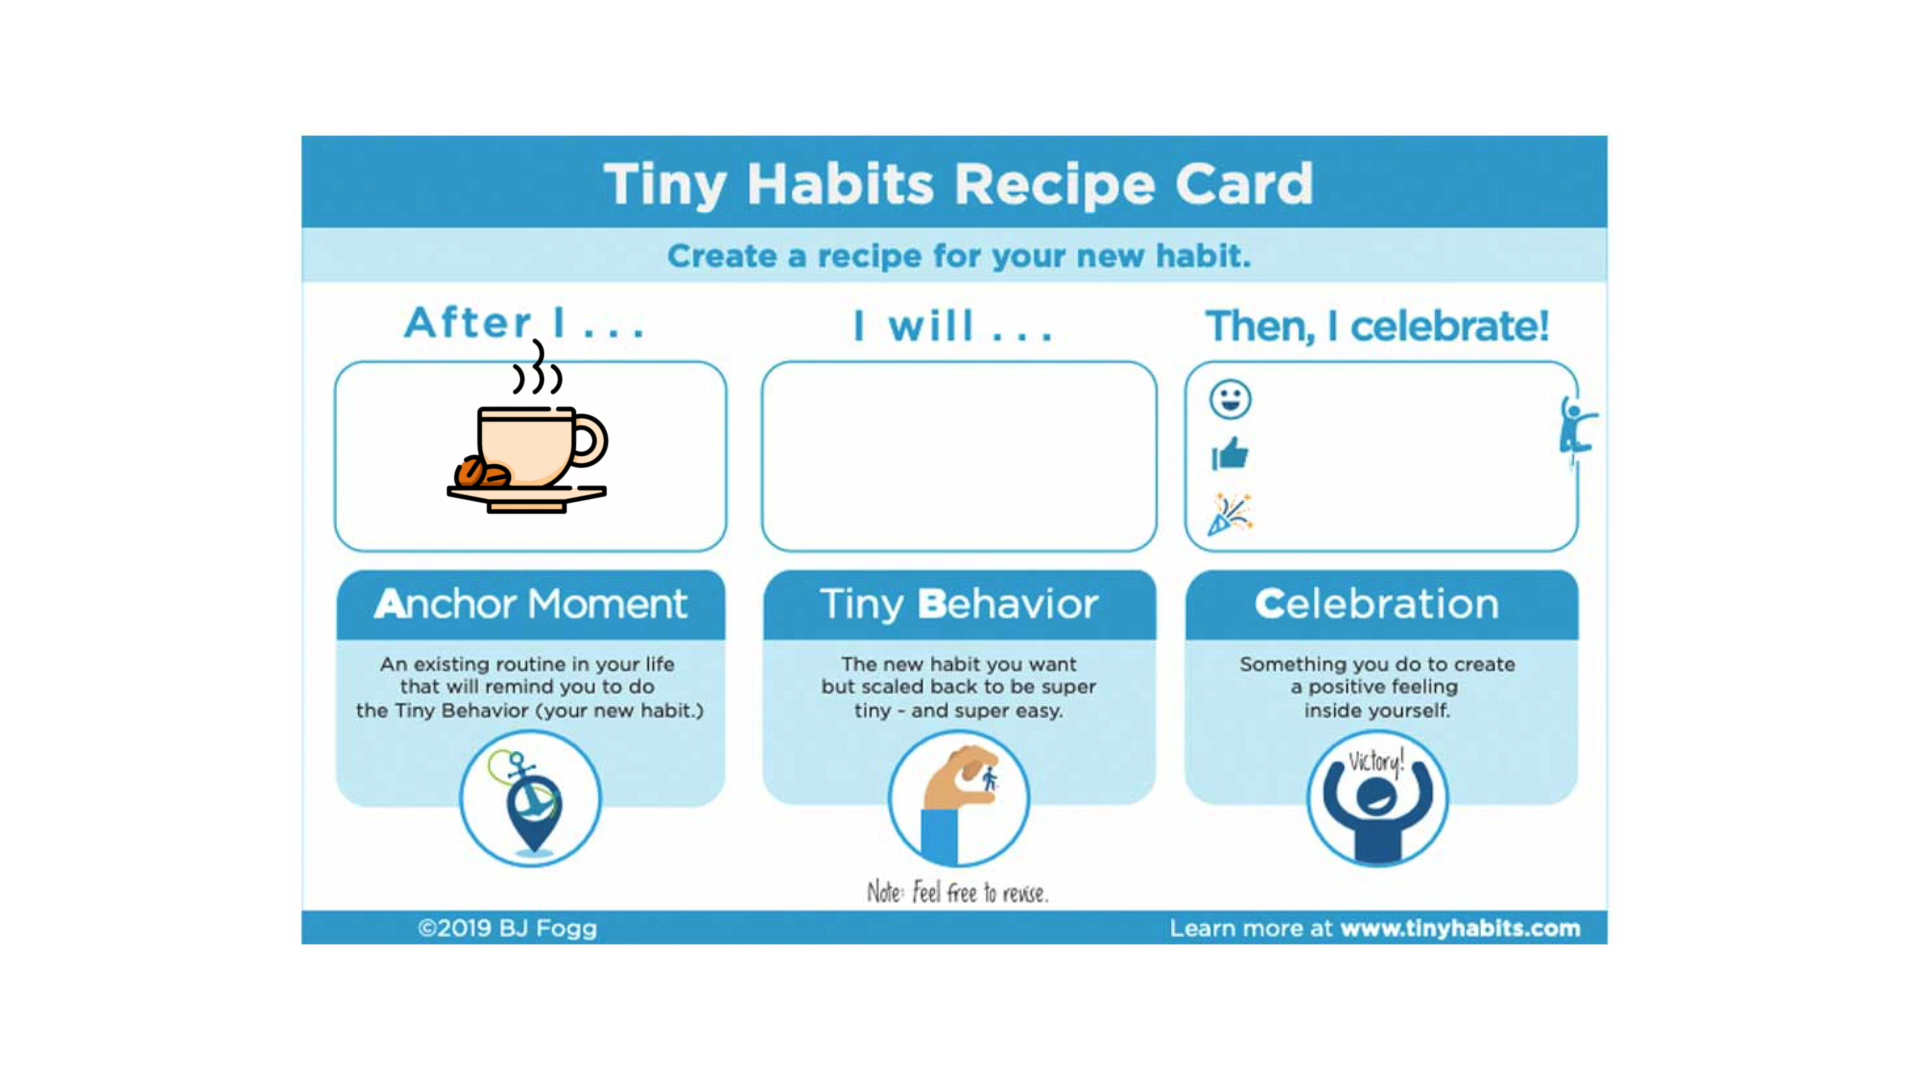 Tiny Habits Recipe Card
Create a recipe for your new habit.
After I ...
I will ...
Then, I celebrate!
Anchor Moment
An existing routine in your life
that will remind you to do
the Tiny Behavior (your new habit.)
Tiny Behavior
The new habit you want
but scaled back to be super
tiny - and super easy.
Note: Feel free to revise.
Celebration
Something you do to create
a positive feeling
inside yourself.
Victory!
©2019 BJ Fogg
Learn more at www.tinyhabits.com